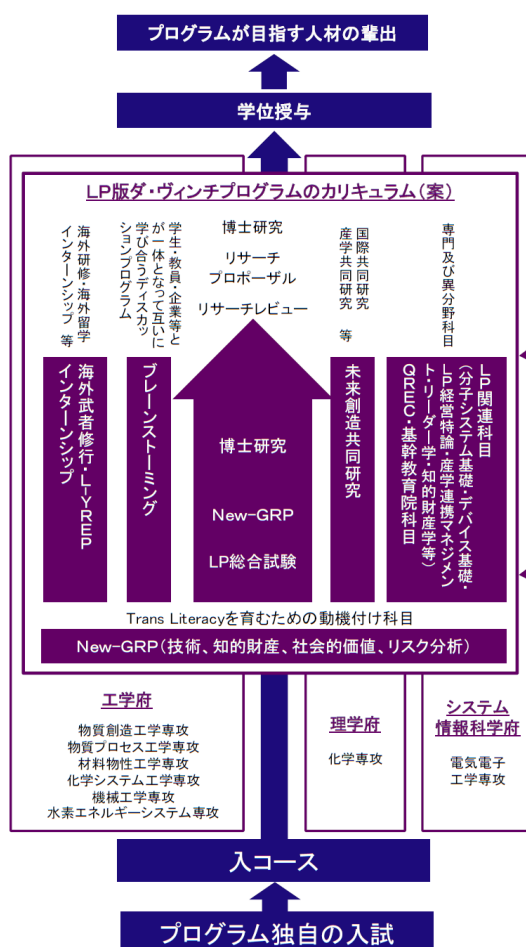 プログラムが目指す人材の輩出
学位授与
LP版ダ・ヴィンチプログラムのカリキュラム(案)
海外研修・海外留学
インターンシップ 等
学生・教員・企業等と
が一体となって互いに
学び合うディスカッ
ションプログラム
博士研究
リサーチ
プロポーザル
リサーチレビュー
国際共同研究
産学共同研究 等
専門及び異分野科目
海外武者修行・L-YREP
インターンシップ
ブレーンストーミング
博士研究
New-GRP
LP総合試験
未来創造共同研究
LP関連科目
(分子システム基礎・デバイス基礎・
LP経営特論・産学連携マネジメン
ト・リーダー学・知的財産学等)
QREC・基幹教育院科目
Trans Literacyを育むための動機付け科目
New-GRP(技術、知的財産、社会的価値、リスク分析)
工学府
物質創造工学専攻
物質プロセス工学専攻
材料物性工学専攻
化学システム工学専攻
機械工学専攻
水素エネルギーシステム専攻
理学府
化学専攻
システム
情報科学府
電気電子
工学専攻
入コース
プログラム独自の入試